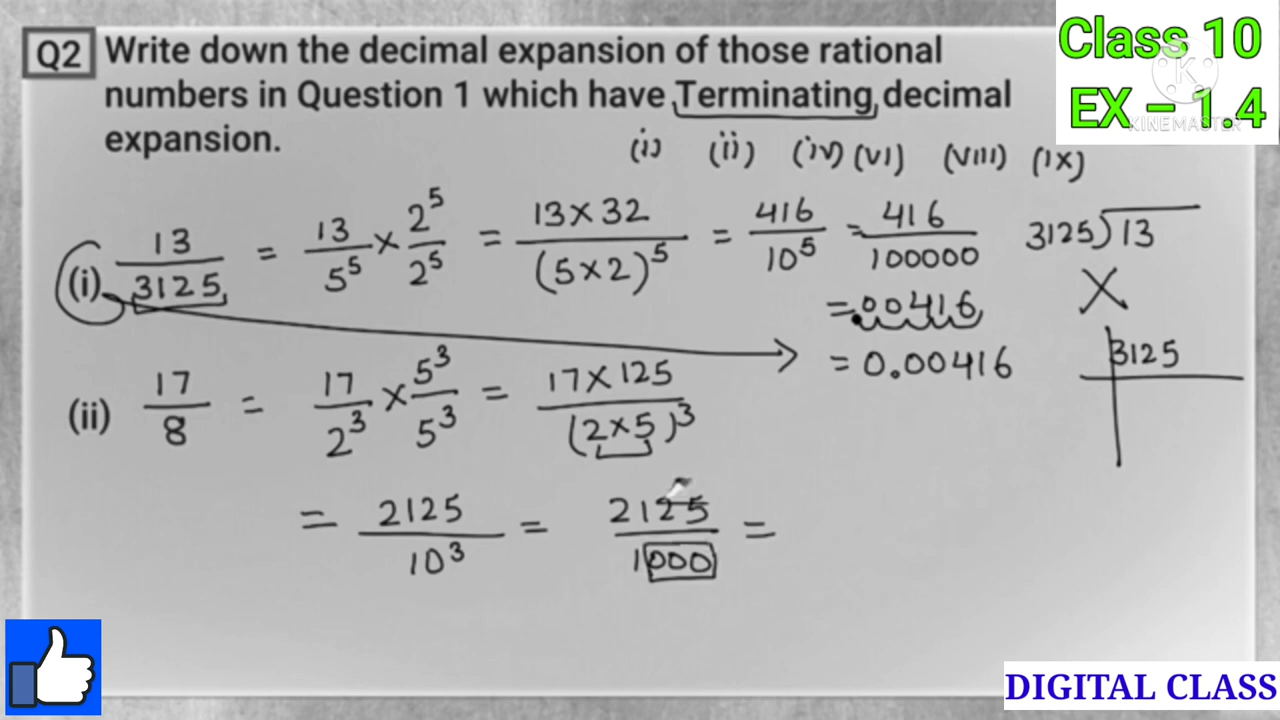 Q2 Write down the decimal expansion of those rational
numbers in Question 1 which have Terminating decimal
expansion.
(i) (ii) (iv) (vi) (viii) (ix)
Class 10
EX – 1.4
KINEMASTER
(i) 13/3125 = 13/5^5 × 2^5/2^5 = 13×32/(5×2)^5 = 416/10^5 = 416/100000
= .00416
= 0.00416
3125)13
×
3125
(ii) 17/8 = 17/2^3 × 5^3/5^3 = 17×125/(2×5)^3
= 2125/10^3 = 2125/1000 =
DIGITAL CLASS